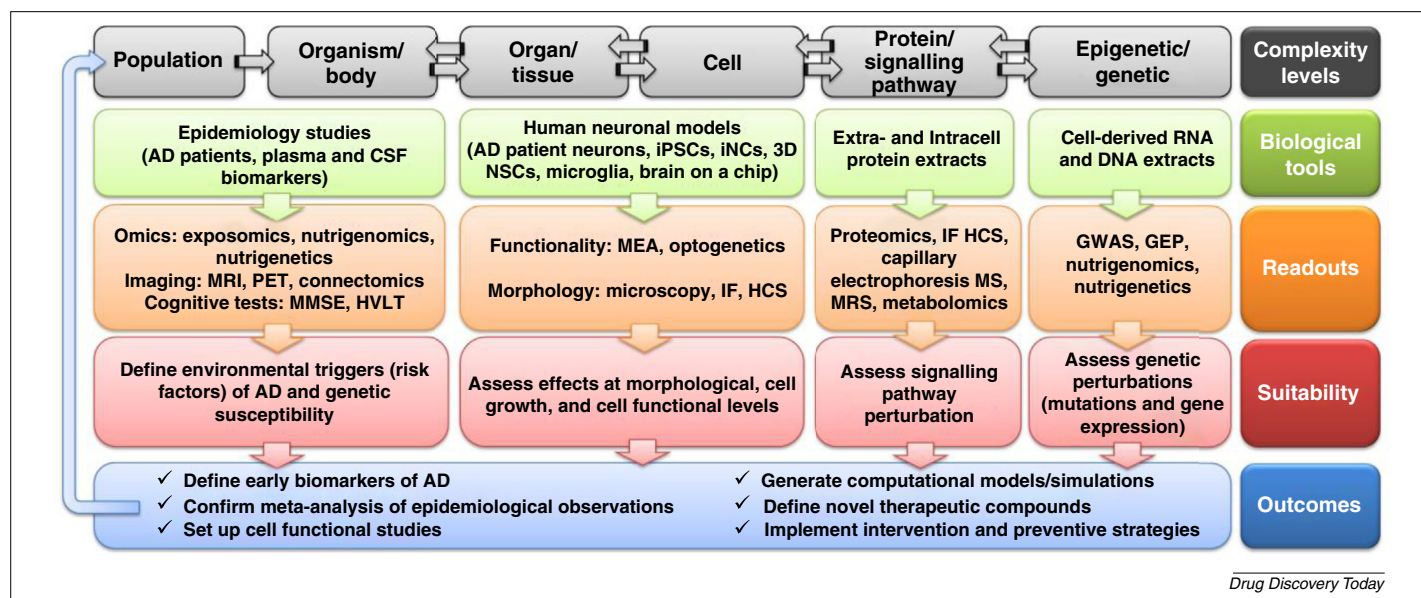 Population
Organism/
body
Organ/
tissue
Cell
Protein/
signalling
pathway
Epigenetic/
genetic
Complexity
levels
Epidemiology studies
(AD patients, plasma and CSF
biomarkers)
Human neuronal models
(AD patient neurons, iPSCs, iNCs, 3D
NSCs, microglia, brain on a chip)
Extra- and Intracell
protein extracts
Cell-derived RNA
and DNA extracts
Biological
tools
Omics: exposomics, nutrigenomics,
nutrigenetics
Imaging: MRI, PET, connectomics
Cognitive tests: MMSE, HVLT
Functionality: MEA, optogenetics
Morphology: microscopy, IF, HCS
Proteomics, IF HCS,
capillary
electrophoresis MS,
MRS, metabolomics
GWAS, GEP,
nutrigenomics,
nutrigenetics
Readouts
Define environmental triggers (risk
factors) of AD and genetic
susceptibility
Assess effects at morphological, cell
growth, and cell functional levels
Assess signalling
pathway
perturbation
Assess genetic
perturbations
(mutations and gene
expression)
Suitability
✓ Define early biomarkers of AD
✓ Confirm meta-analysis of epidemiological observations
✓ Set up cell functional studies
✓ Generate computational models/simulations
✓ Define novel therapeutic compounds
✓ Implement intervention and preventive strategies
Outcomes
Drug Discovery Today